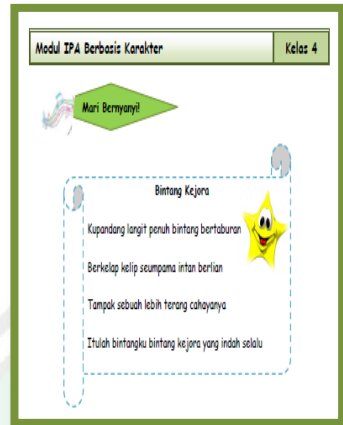 Modul IPA Berbasis Karakter
Kelas 4
Mari Bernyanyi!
Bintang Kejora
Kupandang langit penuh bintang bertaburan
Berkelap kelip seumpama intan berlian
Tampak sebuah lebih terang cahayanya
Itulah bintangku bintang kejora yang indah selalu